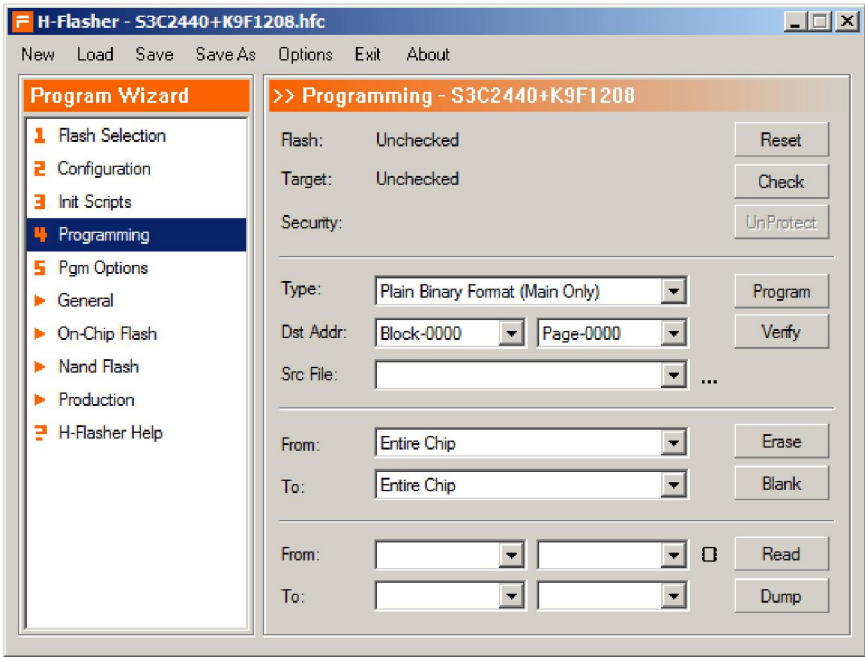 H-Flasher - S3C2440+K9F1208.hfc
New Load Save Save As Options Exit About
Program Wizard
1 Flash Selection
2 Configuration
3 Init Scripts
4 Programming
5 Pgm Options
General
On-Chip Flash
Nand Flash
Production
? H-Flasher Help
>> Programming - S3C2440+K9F1208
Flash: Unchecked Reset
Target: Unchecked Check
Security: UnProtect
Type: Plain Binary Format (Main Only) Program
Dst Addr: Block-0000 Page-0000 Verify
Src File: ...
From: Entire Chip Erase
To: Entire Chip Blank
From: Read
To: Dump